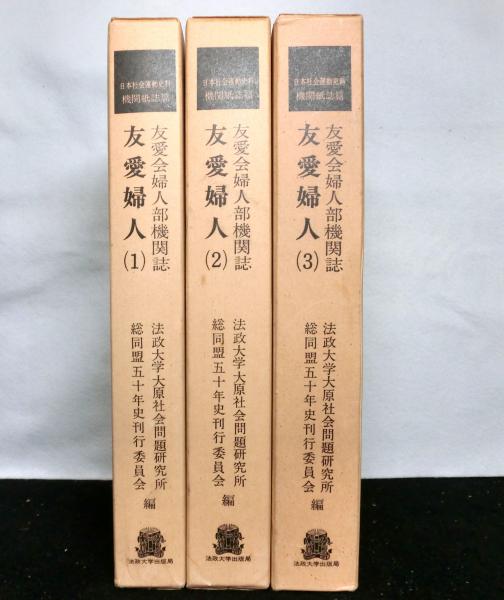 日本社会運動史料
機関紙誌篇
友愛会婦人部機関誌
友愛婦人
(1)
法政大学大原社会問題研究所
総同盟五十年史刊行委員会
編
法政大学出版局
日本社会運動史料
機関紙誌篇
友愛会婦人部機関誌
友愛婦人
(2)
法政大学大原社会問題研究所
総同盟五十年史刊行委員会
編
法政大学出版局
日本社会運動史料
機関紙誌篇
友愛会婦人部機関誌
友愛婦人
(3)
法政大学大原社会問題研究所
総同盟五十年史刊行委員会
編
法政大学出版局